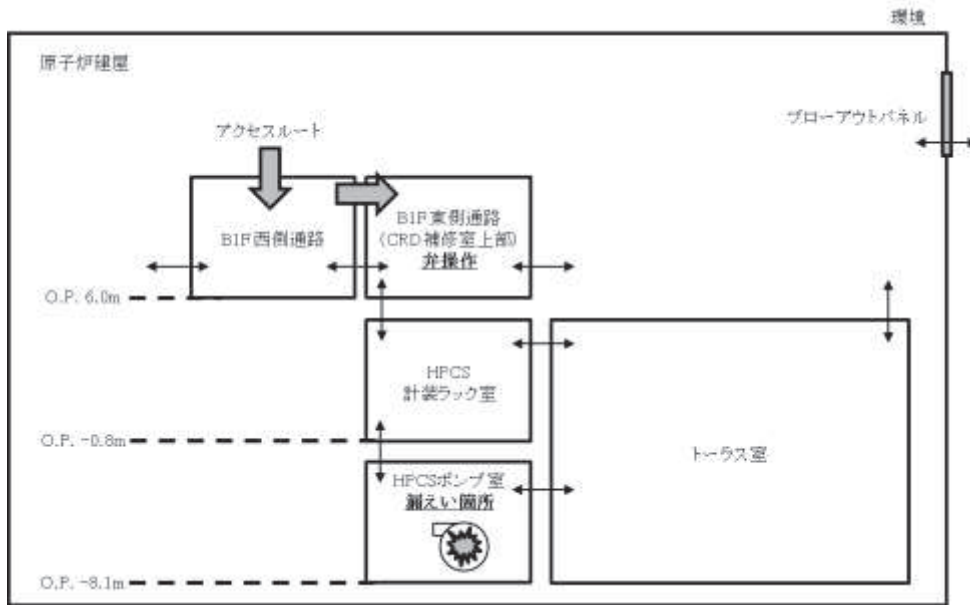 環境
原子炉建屋
ブローアウトパネル
アクセスルート
B1F西側通路
B1F東側通路
(CRD補修室上部)
弁操作
O.P. 6.0m
HPCS
計装ラック室
O.P. -0.8m
トーラス室
HPCSポンプ室
漏えい箇所
O.P. -8.1m